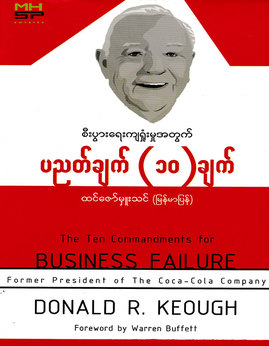 MH
SP
စီးပွားရေးကျရှုံးမှုအတွက်
ပညတ်ချက် (၁၀) ချက်
ထင်ဇော်မှူးသင် (မြန်မာပြန်)
The Ten Commandments for
BUSINESS FAILURE
Former President of The Coca-Cola Company
DONALD R. KEOUGH
Foreword by Warren Buffett